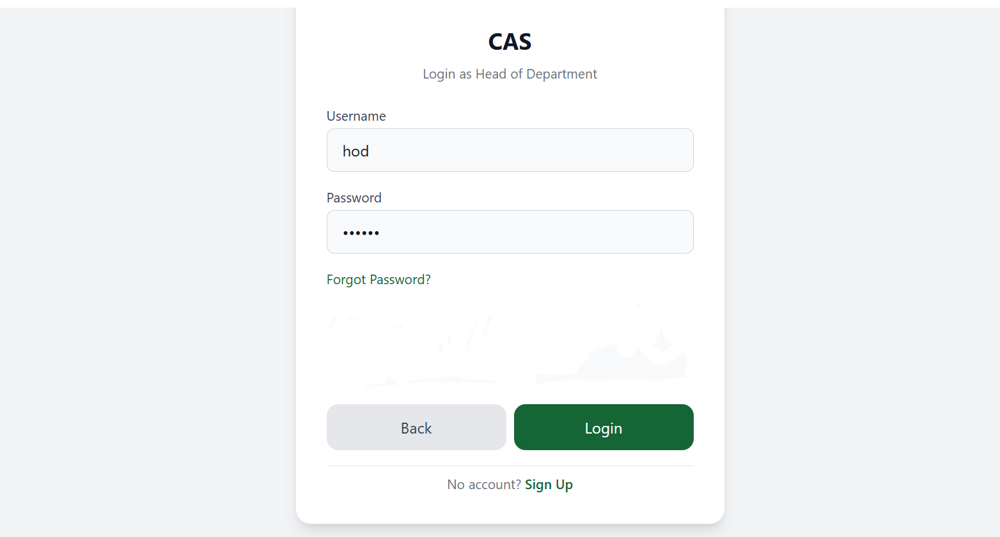 CAS
Login as Head of Department
Username
hod
Password
••••••
Forgot Password?
Back
Login
No account? Sign Up